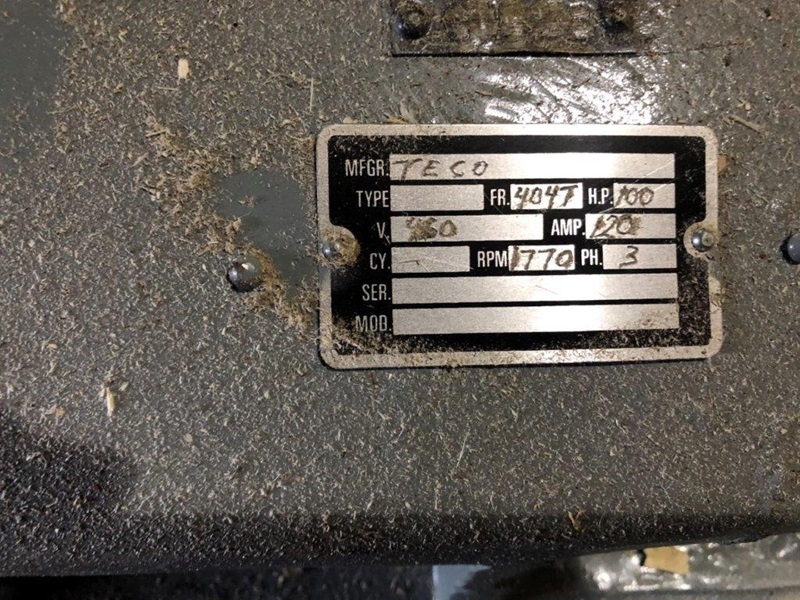 MFGR. TECO
TYPE FR. 404T H.P. 100
V. 460 AMP. 120
CY. - RPM 1770 PH. 3
SER.
MOD.